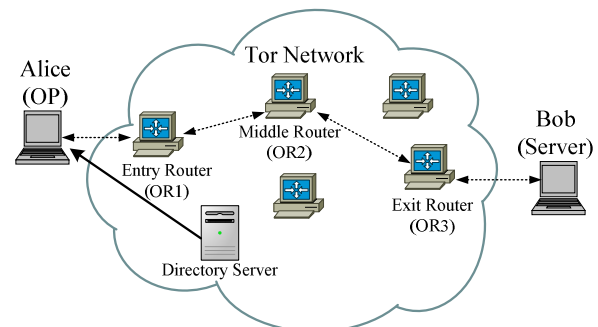 Tor Network
Alice
(OP)
Entry Router
(OR1)
Middle Router
(OR2)
Exit Router
(OR3)
Bob
(Server)
Directory Server